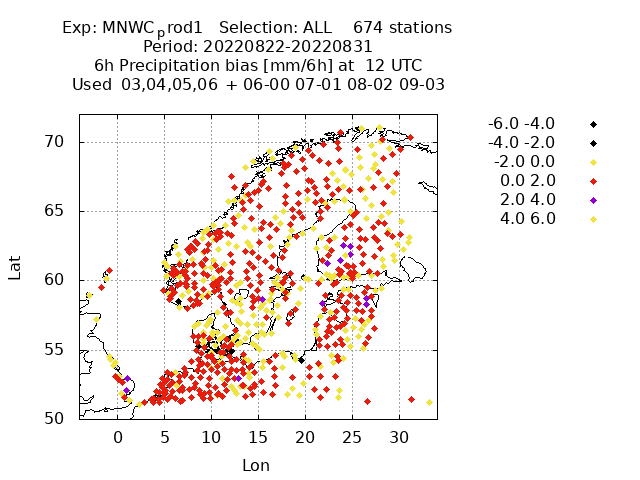 Exp: MNWCprod1 Selection: ALL 674 stations
Period: 20220822-20220831
6h Precipitation bias [mm/6h] at 12 UTC
Used 03,04,05,06 + 06-00 07-01 08-02 09-03
-6.0 -4.0
-4.0 -2.0
-2.0 0.0
0.0 2.0
2.0 4.0
4.0 6.0
70
65
60
55
50
Lat
0 5 10 15 20 25 30
Lon